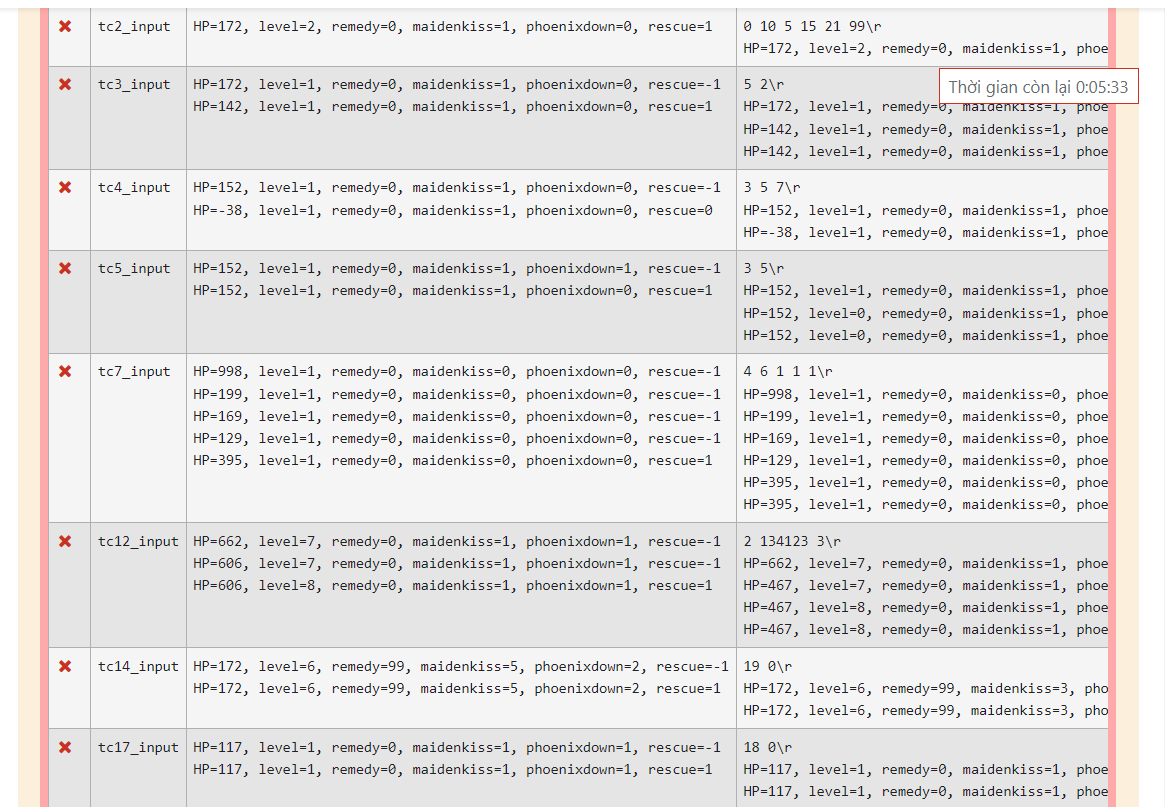 tc2_input HP=172, level=2, remedy=0, maidenkiss=1, phoenixdown=0, rescue=1 0 10 5 15 21 99\r
HP=172, level=2, remedy=0, maidenkiss=1, phoe
tc3_input HP=172, level=1, remedy=0, maidenkiss=1, phoenixdown=0, rescue=-1 5 2\r
Thời gian còn lại 0:05:33
HP=142, level=1, remedy=0, maidenkiss=1, phoenixdown=0, rescue=1 HP=172, level=1, remedy=0, maidenkiss=1, phoe
HP=142, level=1, remedy=0, maidenkiss=1, phoe
HP=142, level=1, remedy=0, maidenkiss=1, phoe
tc4_input HP=152, level=1, remedy=0, maidenkiss=1, phoenixdown=0, rescue=-1 3 5 7\r
HP=-38, level=1, remedy=0, maidenkiss=1, phoenixdown=0, rescue=0 HP=152, level=1, remedy=0, maidenkiss=1, phoe
HP=-38, level=1, remedy=0, maidenkiss=1, phoe
tc5_input HP=152, level=1, remedy=0, maidenkiss=1, phoenixdown=1, rescue=-1 3 5\r
HP=152, level=1, remedy=0, maidenkiss=1, phoenixdown=0, rescue=1 HP=152, level=1, remedy=0, maidenkiss=1, phoe
HP=152, level=0, remedy=0, maidenkiss=1, phoe
HP=152, level=0, remedy=0, maidenkiss=1, phoe
tc7_input HP=998, level=1, remedy=0, maidenkiss=0, phoenixdown=0, rescue=-1 4 6 1 1 1\r
HP=199, level=1, remedy=0, maidenkiss=0, phoenixdown=0, rescue=-1 HP=998, level=1, remedy=0, maidenkiss=0, phoe
HP=169, level=1, remedy=0, maidenkiss=0, phoenixdown=0, rescue=-1 HP=199, level=1, remedy=0, maidenkiss=0, phoe
HP=129, level=1, remedy=0, maidenkiss=0, phoenixdown=0, rescue=-1 HP=169, level=1, remedy=0, maidenkiss=0, phoe
HP=395, level=1, remedy=0, maidenkiss=0, phoenixdown=0, rescue=1 HP=129, level=1, remedy=0, maidenkiss=0, phoe
HP=395, level=1, remedy=0, maidenkiss=0, phoe
HP=395, level=1, remedy=0, maidenkiss=0, phoe
tc12_input HP=662, level=7, remedy=0, maidenkiss=1, phoenixdown=1, rescue=-1 2 134123 3\r
HP=606, level=7, remedy=0, maidenkiss=1, phoenixdown=1, rescue=-1 HP=662, level=7, remedy=0, maidenkiss=1, phoe
HP=606, level=8, remedy=0, maidenkiss=1, phoenixdown=1, rescue=1 HP=467, level=7, remedy=0, maidenkiss=1, phoe
HP=467, level=8, remedy=0, maidenkiss=1, phoe
HP=467, level=8, remedy=0, maidenkiss=1, phoe
tc14_input HP=172, level=6, remedy=99, maidenkiss=5, phoenixdown=2, rescue=-1 19 0\r
HP=172, level=6, remedy=99, maidenkiss=5, phoenixdown=2, rescue=1 HP=172, level=6, remedy=99, maidenkiss=3, pho
HP=172, level=6, remedy=99, maidenkiss=3, pho
tc17_input HP=117, level=1, remedy=0, maidenkiss=1, phoenixdown=1, rescue=-1 18 0\r
HP=117, level=1, remedy=0, maidenkiss=1, phoenixdown=1, rescue=1 HP=117, level=1, remedy=0, maidenkiss=1, phoe
HP=117, level=1, remedy=0, maidenkiss=1, phoe